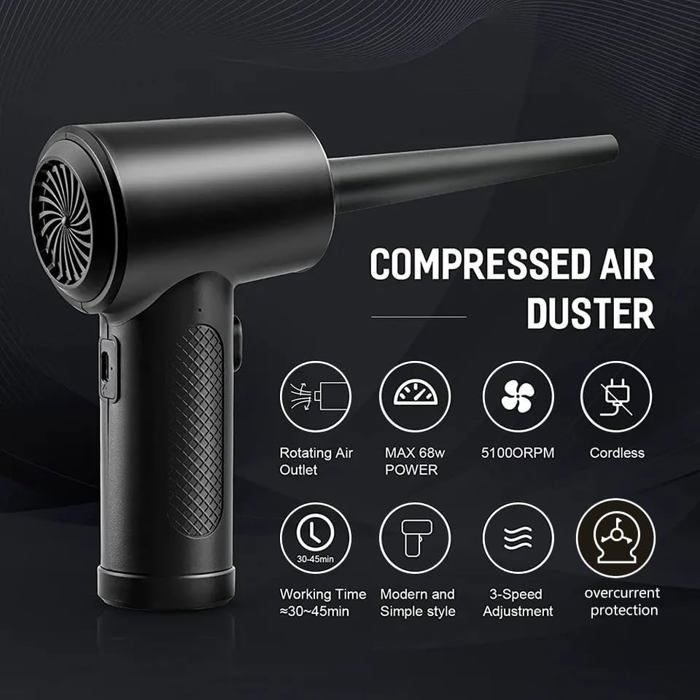 COMPRESSED AIR
DUSTER
Rotating Air
Outlet
MAX 68w
POWER
5100ORPM
Cordless
30-45min
Working Time
≈30~45min
Modern and
Simple style
3-Speed
Adjustment
overcurrent
protection